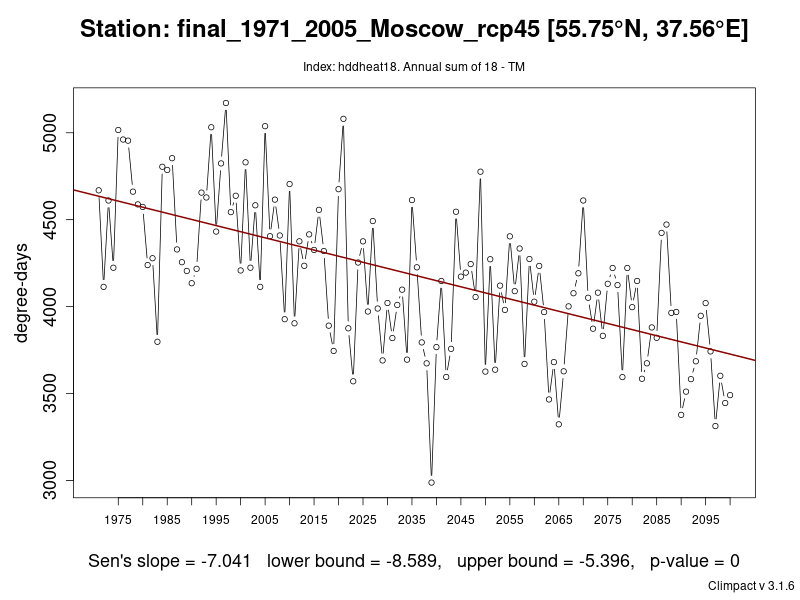 Station: final_1971_2005_Moscow_rcp45 [55.75°N, 37.56°E]
Index: hddheat18. Annual sum of 18 - TM
degree-days
5000
4500
4000
3500
3000
1975 1985 1995 2005 2015 2025 2035 2045 2055 2065 2075 2085 2095
Sen's slope = -7.041 lower bound = -8.589, upper bound = -5.396, p-value = 0
Climpact v 3.1.6